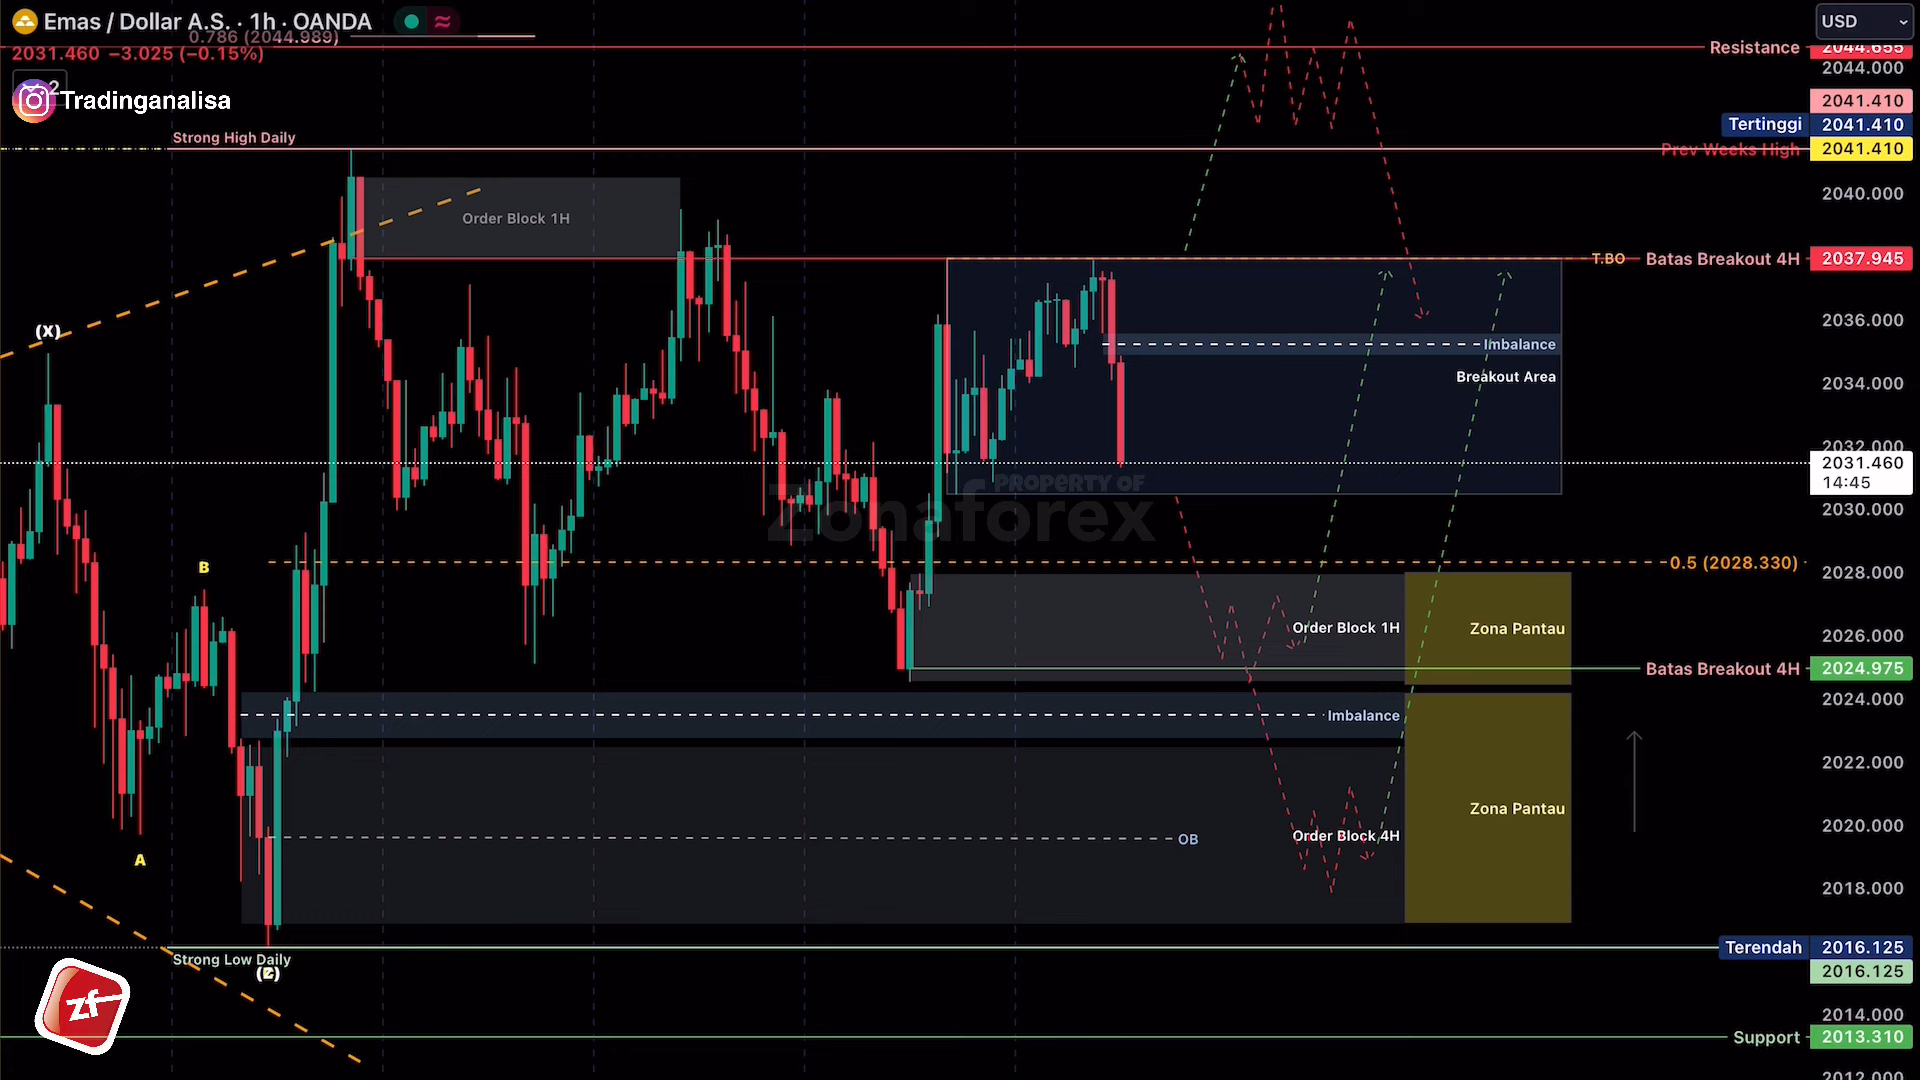 Emas / Dollar A.S. · 1h · OANDA
0.786 (2044.989)
2031.460 −3.025 (−0.15%)
2
Tradinganalisa
USD
Resistance 2044.655
2044.000
2041.410
Tertinggi 2041.410
Strong High Daily
Prev Weeks High 2041.410
2040.000
Order Block 1H
T.BO Batas Breakout 4H 2037.945
2036.000
(X)
Imbalance
Breakout Area
2034.000
2032.000
2031.460
14:45
PROPERTY OF
Zonaforex
2030.000
0.5 (2028.330)
B
2028.000
Order Block 1H
Zona Pantau
2026.000
Batas Breakout 4H 2024.975
2024.000
Imbalance
2022.000
Zona Pantau
2020.000
Order Block 4H
OB
A
2018.000
Terendah 2016.125
Strong Low Daily
2016.125
2014.000
zf
Support 2013.310
2012.000